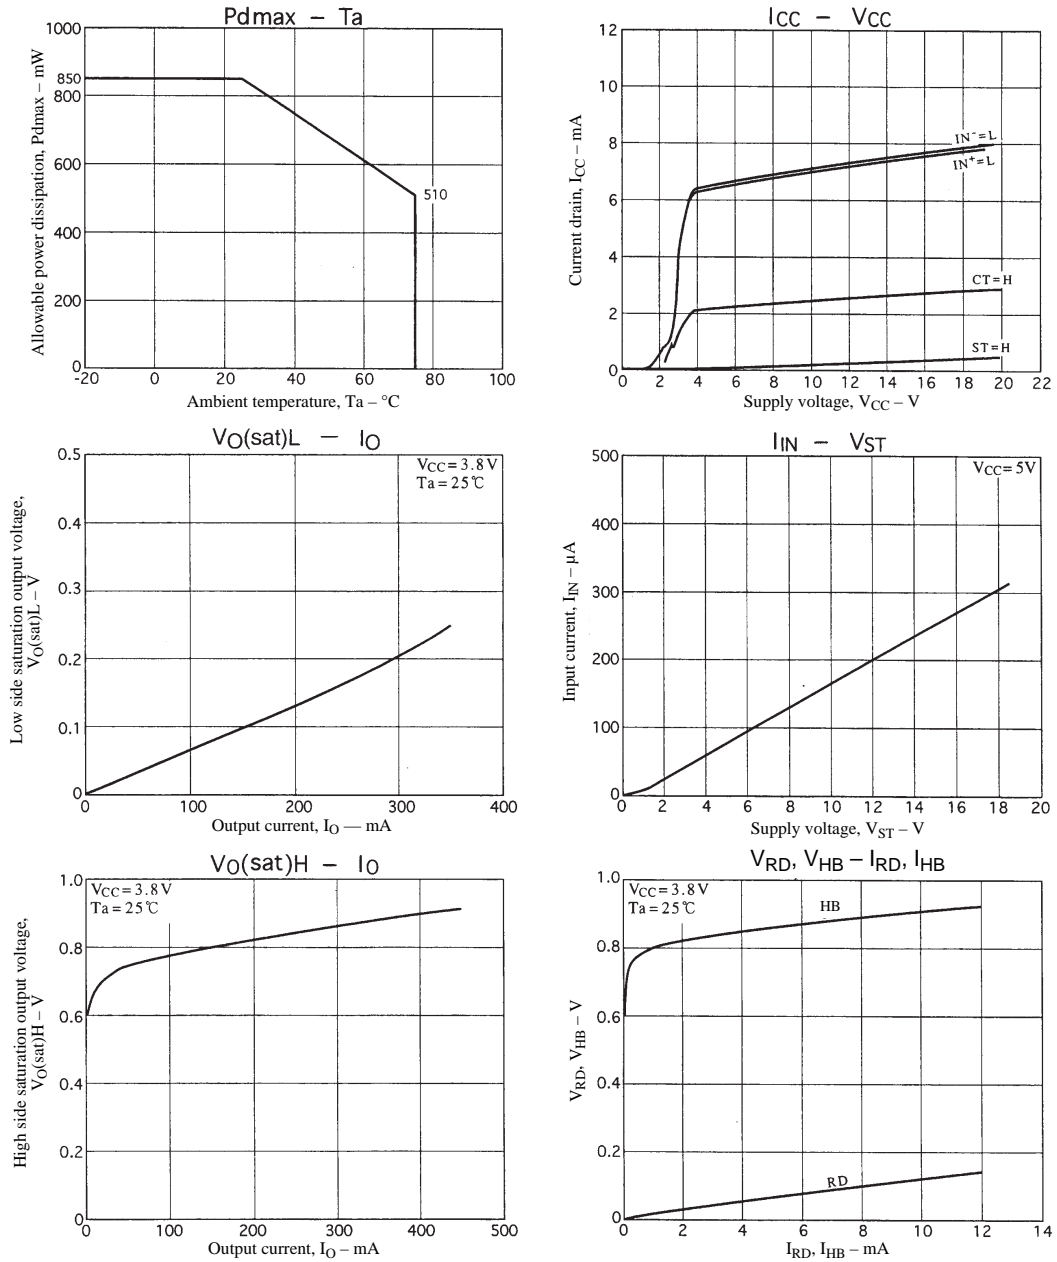 Pdmax – Ta
Allowable power dissipation, Pdmax – mW
1000
850
800
600
400
200
0
510
-20 0 20 40 60 80 100
Ambient temperature, Ta – °C
ICC – VCC
Current drain, ICC – mA
12
10
8
6
4
2
0
IN⁻=L
IN⁺=L
CT=H
ST=H
0 2 4 6 8 10 12 14 16 18 20 22
Supply voltage, VCC – V
VO(sat)L – IO
Low side saturation output voltage,
VO(sat)L – V
VCC=3.8V
Ta=25℃
0.5
0.4
0.3
0.2
0.1
0
0 100 200 300 400
Output current, IO — mA
IIN – VST
Input current, IIN – μA
VCC=5V
500
400
300
200
100
0
0 2 4 6 8 10 12 14 16 18 20
Supply voltage, VST – V
VO(sat)H – IO
High side saturation output voltage,
VO(sat)H – V
VCC=3.8V
Ta=25℃
1.0
0.8
0.6
0.4
0.2
0
0 100 200 300 400 500
Output current, IO – mA
VRD, VHB – IRD, IHB
VRD, VHB – V
VCC=3.8V
Ta=25℃
HB
RD
1.0
0.8
0.6
0.4
0.2
0
0 2 4 6 8 10 12 14
IRD, IHB – mA